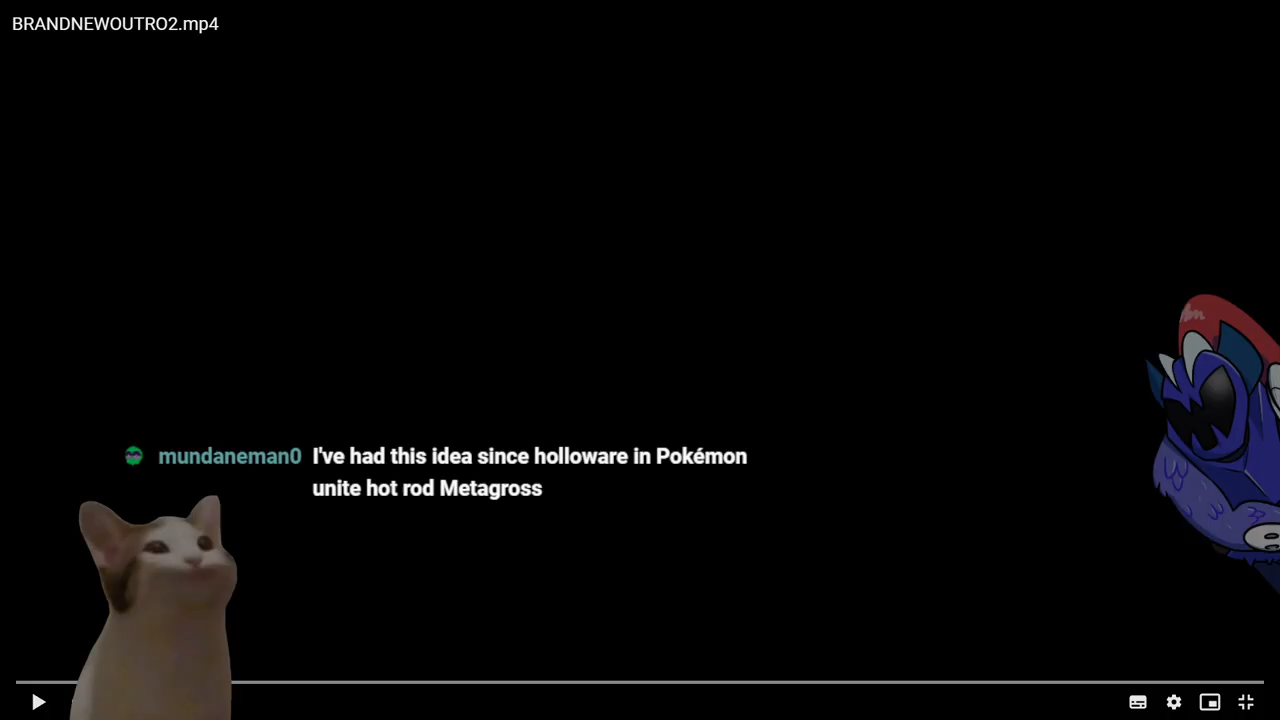 BRANDNEWOUTRO2.mp4
mundaneman0 I've had this idea since holloware in Pokémon
unite hot rod Metagross